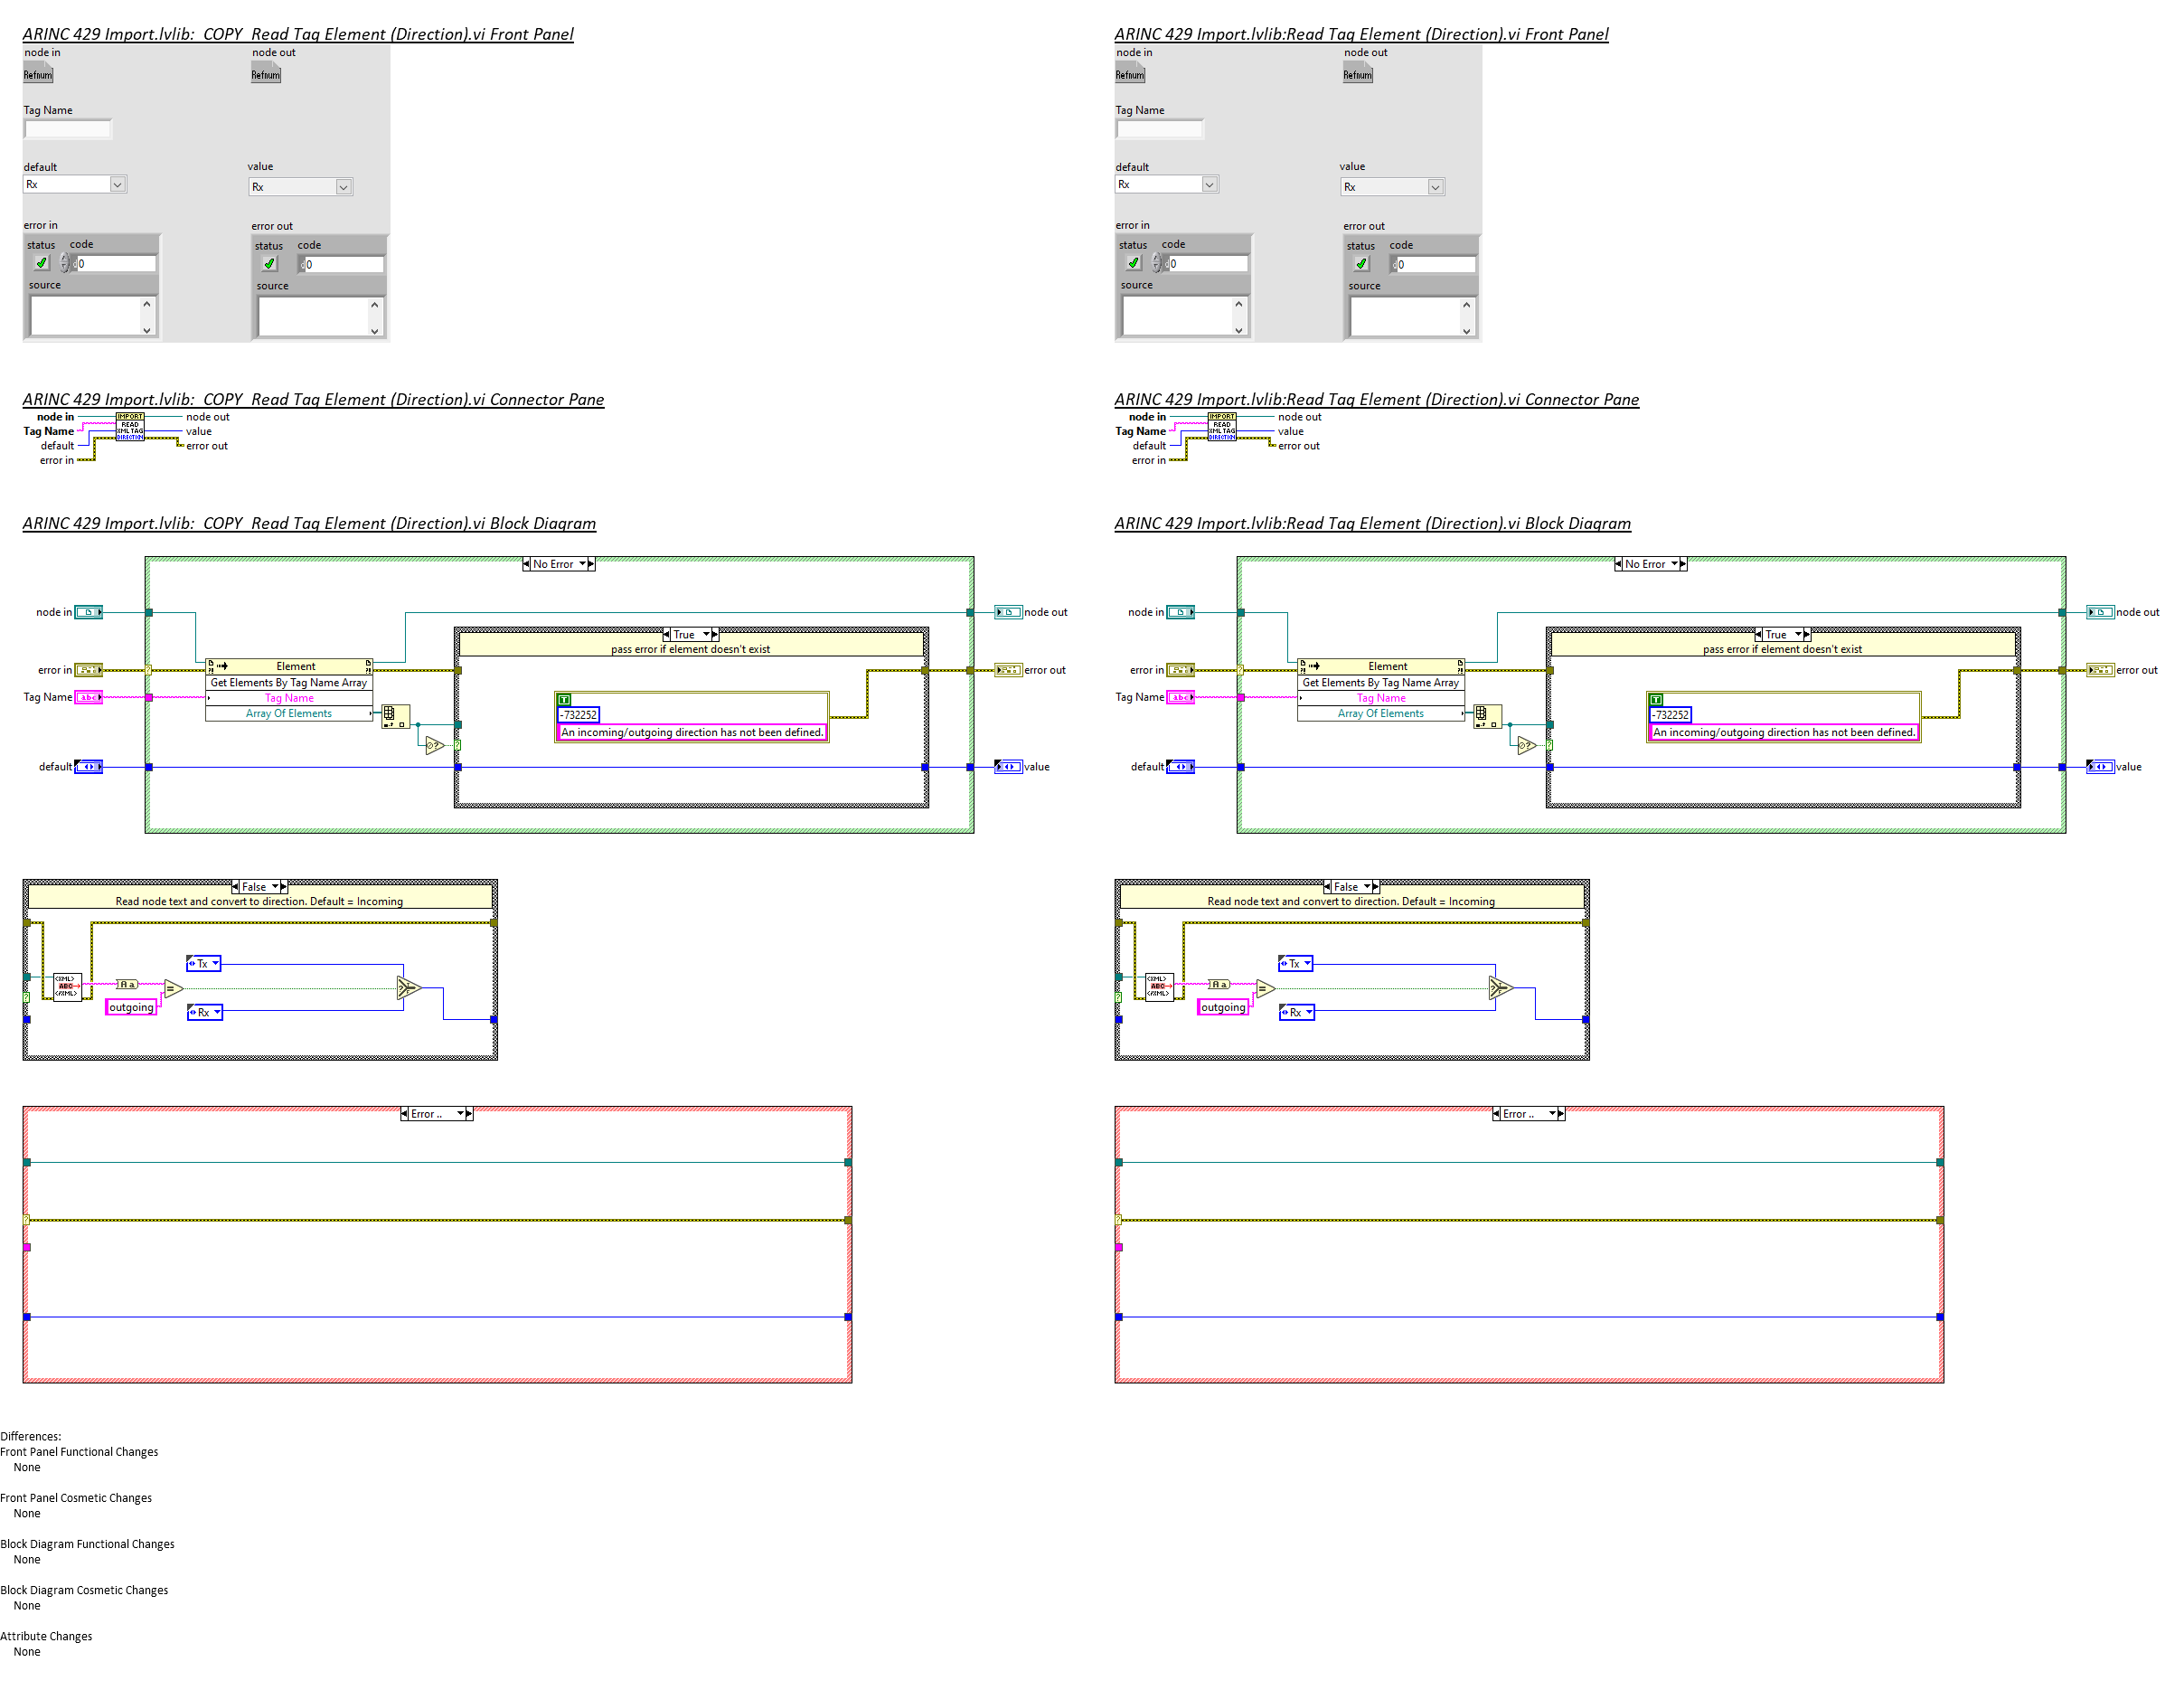 ARINC 429 Import.lvlib:  COPY  Read Tag Element (Direction).vi Front Panel
node in
node out
Refnum
Refnum
Tag Name
default
value
Rx
Rx
error in
error out
status
code
status
code
0
0
source
source
ARINC 429 Import.lvlib:  COPY  Read Tag Element (Direction).vi Connector Pane
node in
IMPORT
node out
Tag Name
READ
XML TAG
value
default
DIRECTION
error out
error in
ARINC 429 Import.lvlib:  COPY  Read Tag Element (Direction).vi Block Diagram
No Error
node in
node out
True
pass error if element doesn't exist
error in
Element
error out
Get Elements By Tag Name Array
Tag Name
abc
Tag Name
T
Array Of Elements
-732252
An incoming/outgoing direction has not been defined.
default
value
False
Read node text and convert to direction. Default = Incoming
Tx
<XML>
ABC
</XML>
Aa
=
outgoing
Rx
Error ..
ARINC 429 Import.lvlib:Read Tag Element (Direction).vi Front Panel
node in
node out
Refnum
Refnum
Tag Name
default
value
Rx
Rx
error in
error out
status
code
status
code
0
0
source
source
ARINC 429 Import.lvlib:Read Tag Element (Direction).vi Connector Pane
node in
IMPORT
node out
Tag Name
READ
XML TAG
value
default
DIRECTION
error out
error in
ARINC 429 Import.lvlib:Read Tag Element (Direction).vi Block Diagram
No Error
node in
node out
True
pass error if element doesn't exist
error in
Element
error out
Get Elements By Tag Name Array
Tag Name
abc
Tag Name
T
Array Of Elements
-732252
An incoming/outgoing direction has not been defined.
default
value
False
Read node text and convert to direction. Default = Incoming
Tx
<XML>
ABC
</XML>
Aa
=
outgoing
Rx
Error ..
Differences:
Front Panel Functional Changes
None
Front Panel Cosmetic Changes
None
Block Diagram Functional Changes
None
Block Diagram Cosmetic Changes
None
Attribute Changes
None